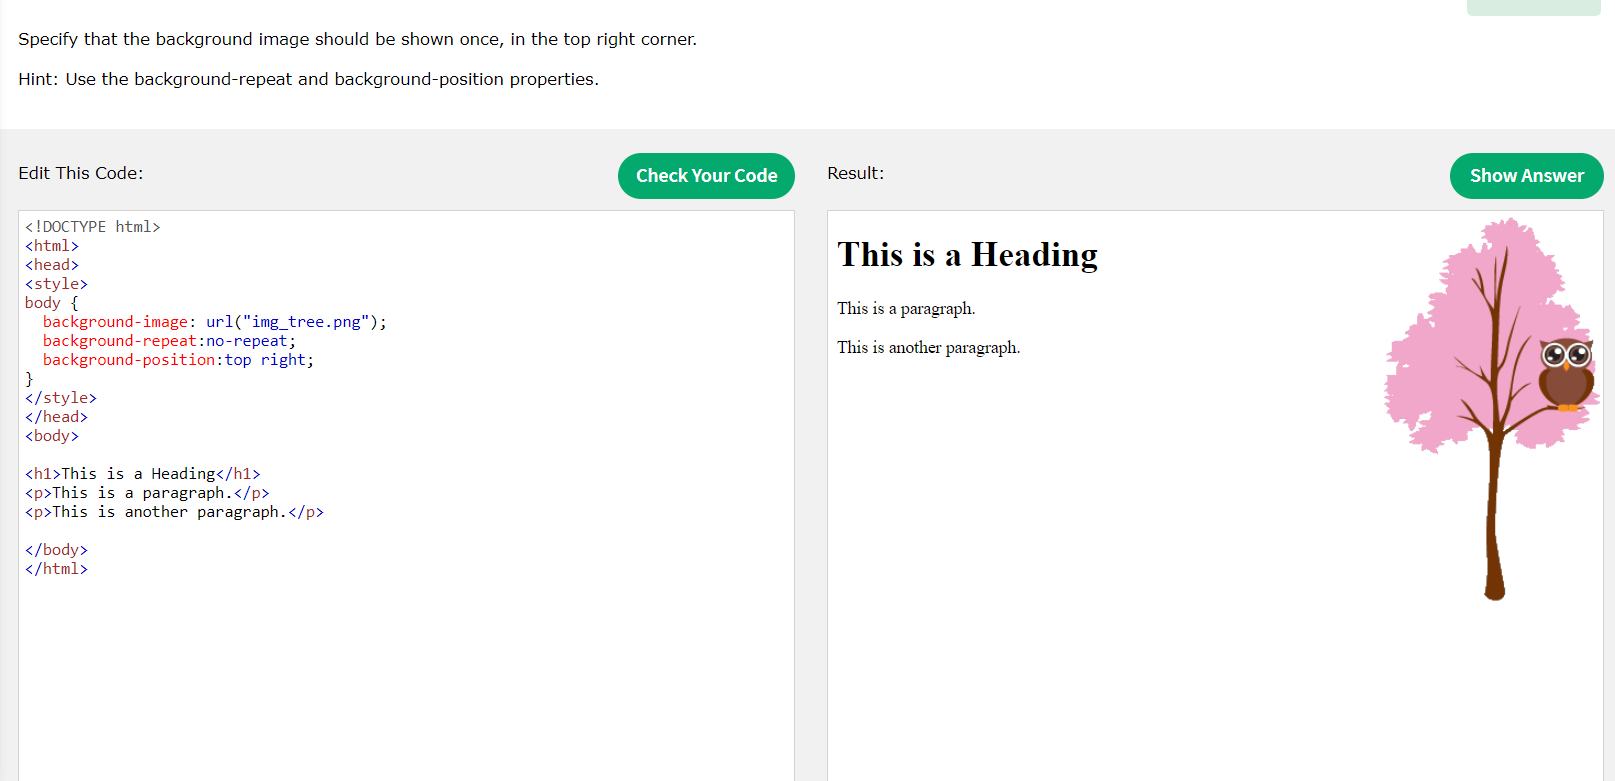 Specify that the background image should be shown once, in the top right corner.
Hint: Use the background-repeat and background-position properties.
Edit This Code:
Check Your Code
<!DOCTYPE html>
<html>
<head>
<style>
body {
  background-image: url("img_tree.png");
  background-repeat:no-repeat;
  background-position:top right;
}
</style>
</head>
<body>

<h1>This is a Heading</h1>
<p>This is a paragraph.</p>
<p>This is another paragraph.</p>

</body>
</html>
Result:
Show Answer
This is a Heading
This is a paragraph.
This is another paragraph.